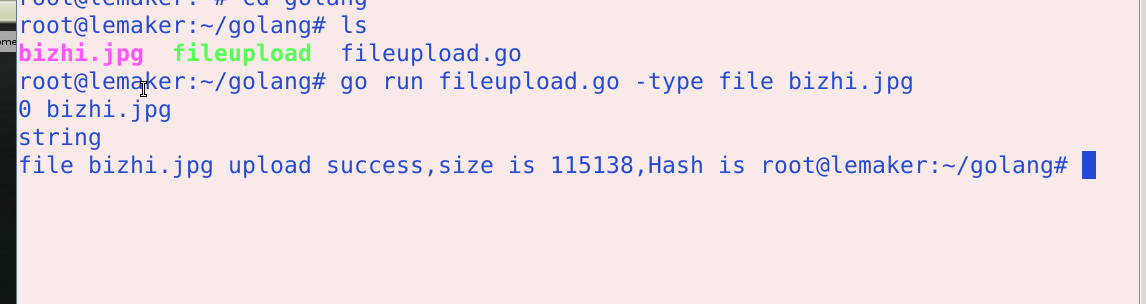 root@lemaker:~# cd golang
root@lemaker:~/golang# ls
bizhi.jpg  fileupload  fileupload.go
root@lemaker:~/golang# go run fileupload.go -type file bizhi.jpg
0 bizhi.jpg
string
file bizhi.jpg upload success,size is 115138,Hash is root@lemaker:~/golang#